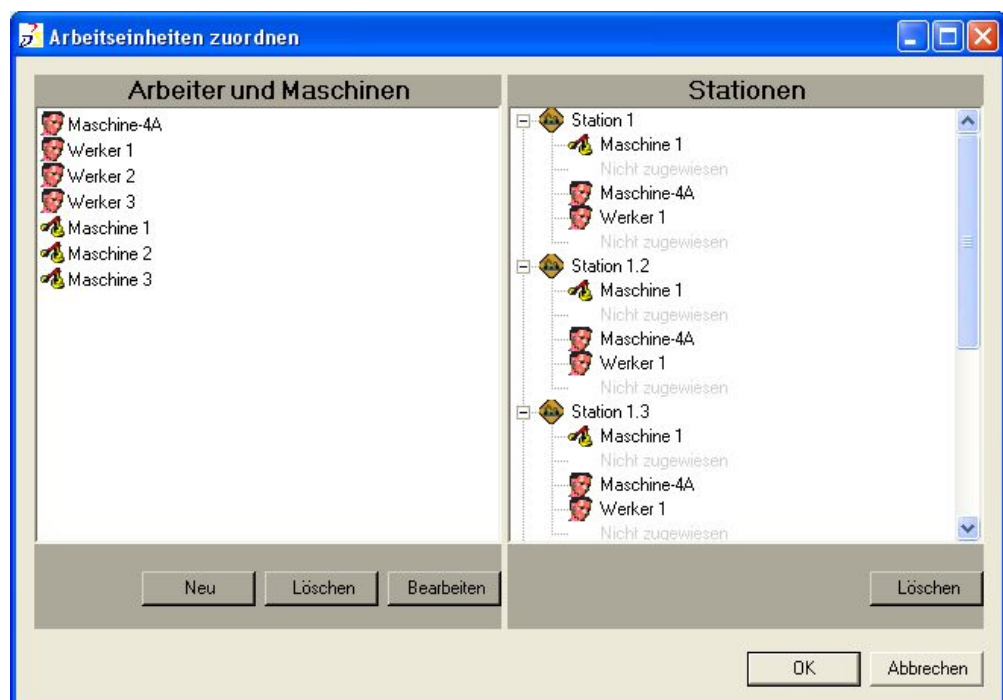 Arbeitseinheiten zuordnen
Arbeiter und Maschinen
Maschine-4A
Werker 1
Werker 2
Werker 3
Maschine 1
Maschine 2
Maschine 3
Neu
Löschen
Bearbeiten
Stationen
Station 1
Maschine 1
Nicht zugewiesen
Maschine-4A
Werker 1
Nicht zugewiesen
Station 1.2
Maschine 1
Nicht zugewiesen
Maschine-4A
Werker 1
Nicht zugewiesen
Station 1.3
Maschine 1
Nicht zugewiesen
Maschine-4A
Werker 1
Nicht zugewiesen
Löschen
OK
Abbrechen